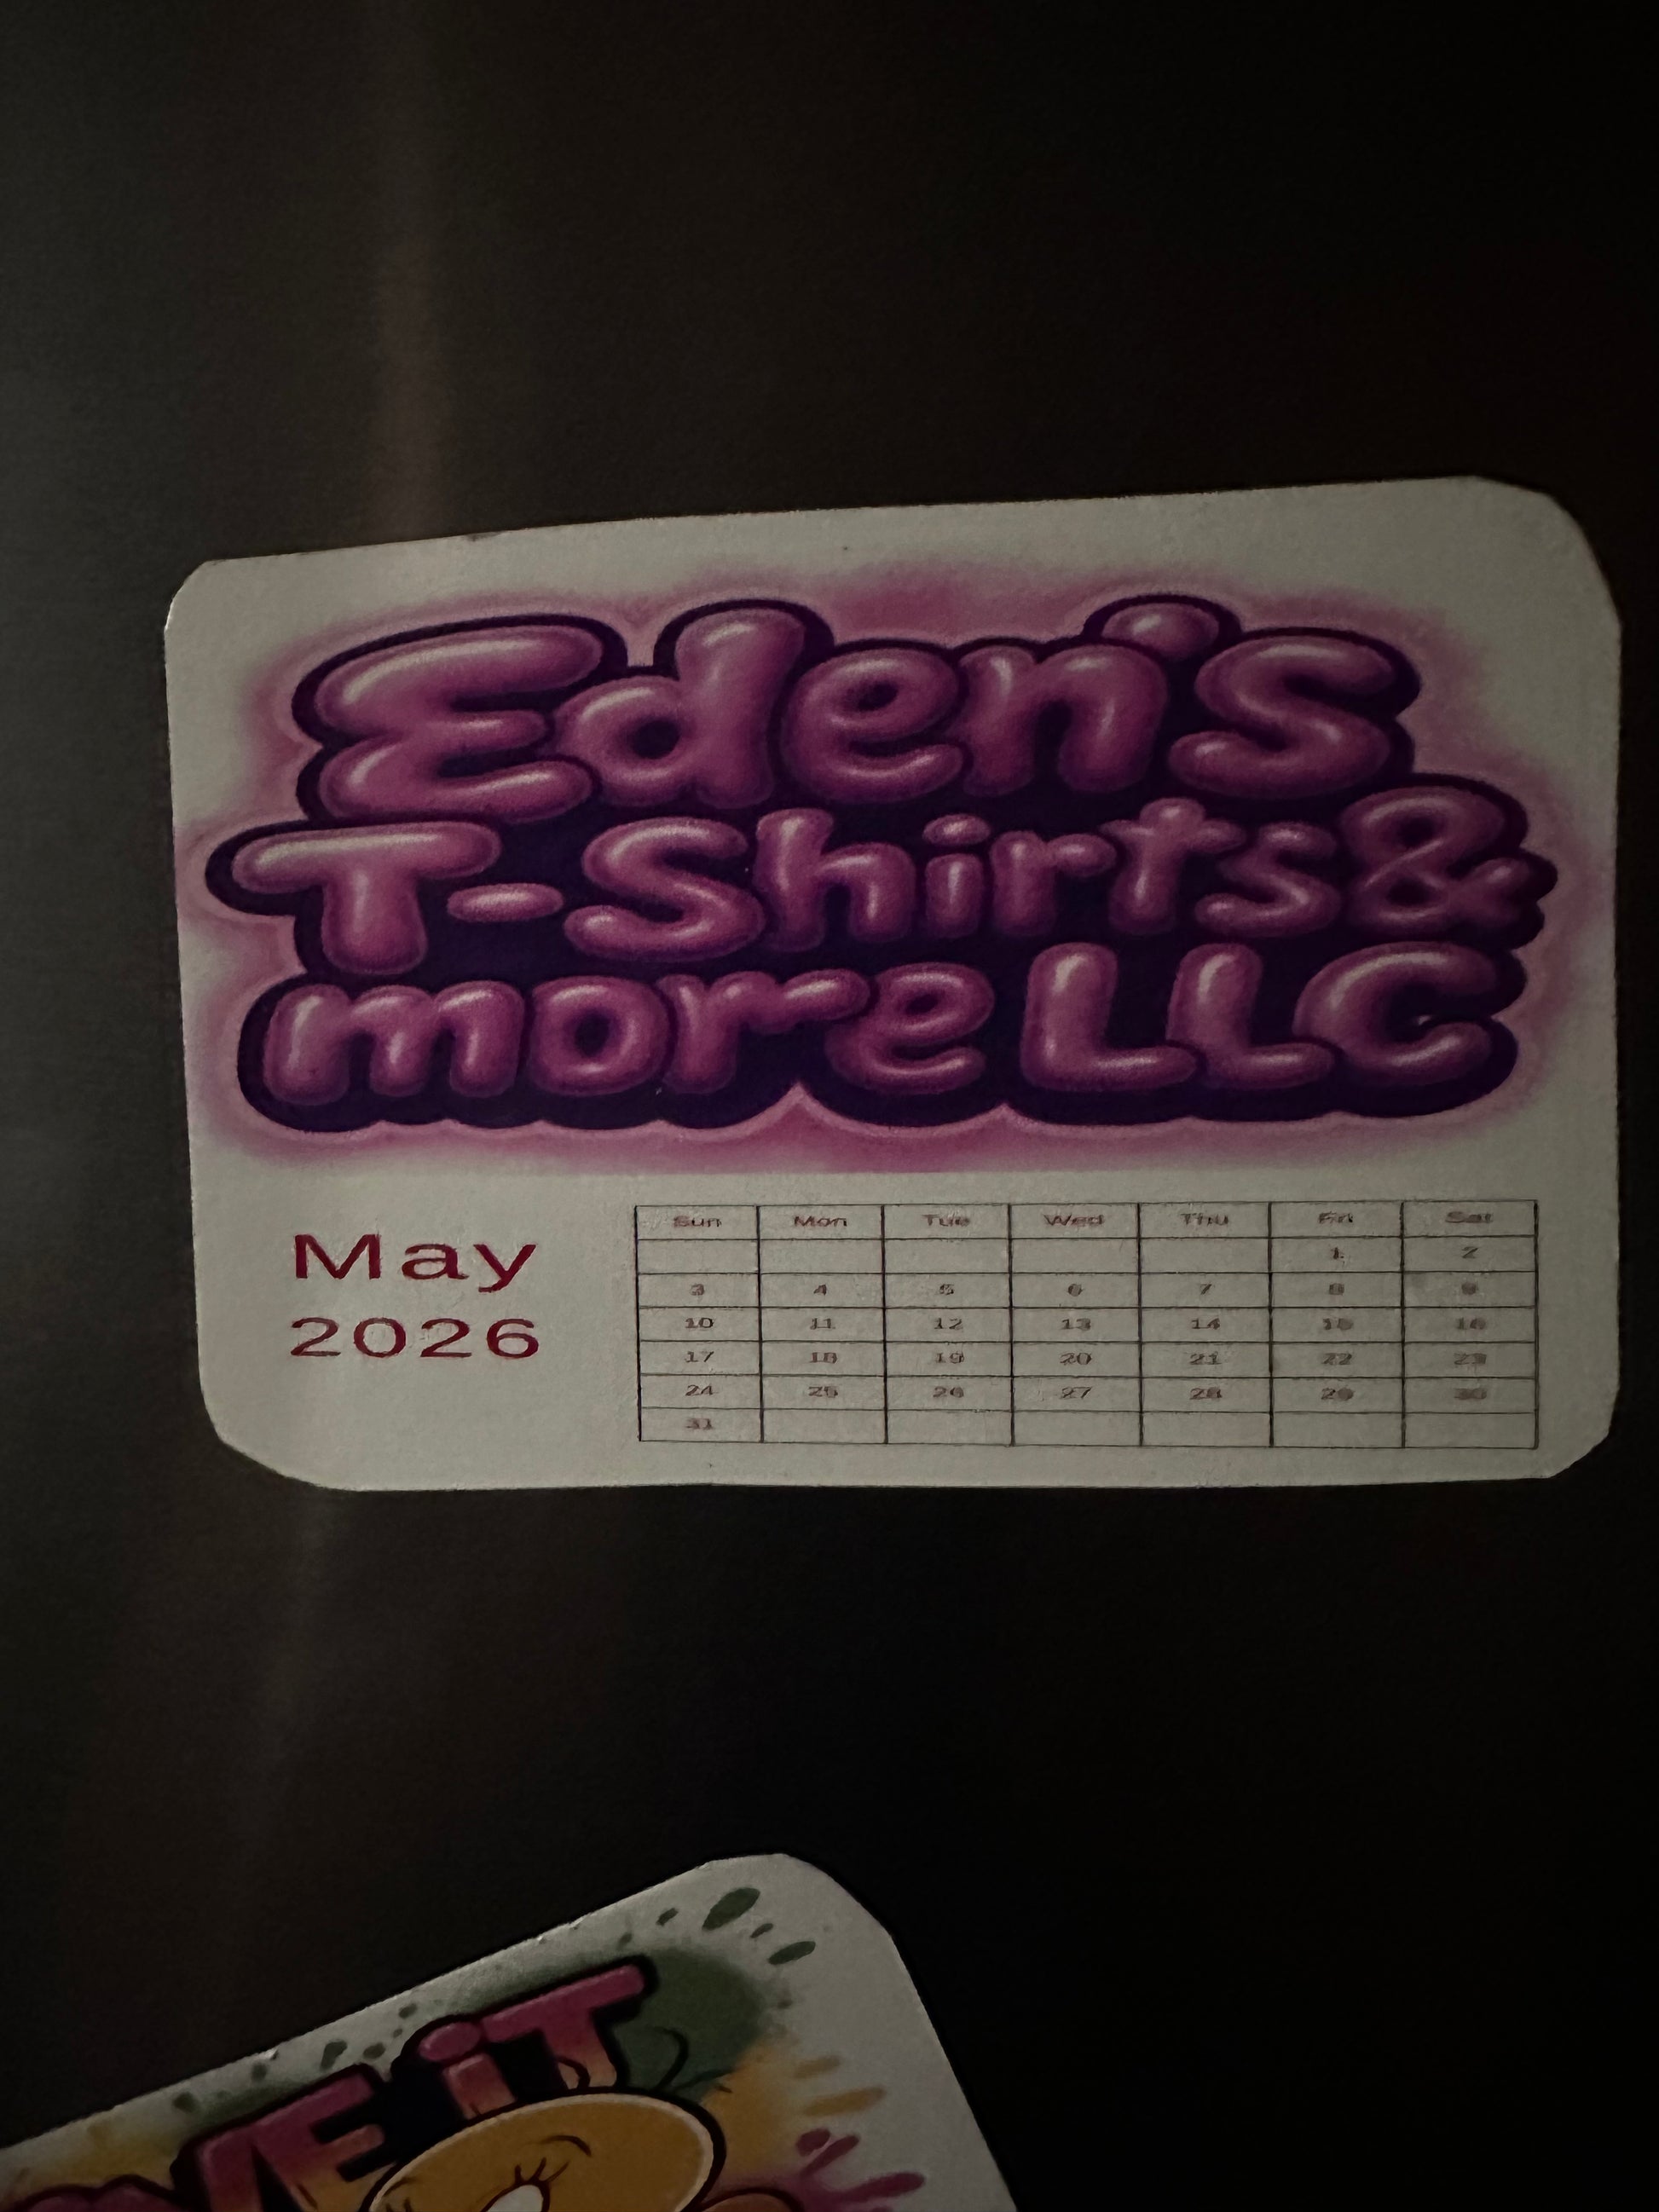 Eden's
T-Shirts&
more LLC
May
2026
Sun Mon Tue Wed Thu Fri Sat
1 2
3 4 5 6 7 8 9
10 11 12 13 14 15 16
17 18 19 20 21 22 23
24 25 26 27 28 29 30
31
iT